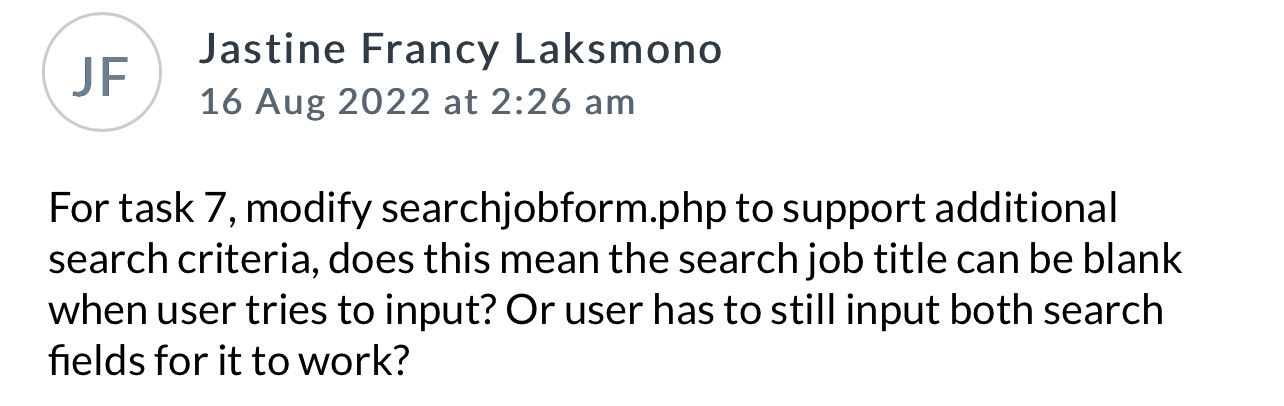 JF
Jastine Francy Laksmono
16 Aug 2022 at 2:26 am
For task 7, modify searchjobform.php to support additional
search criteria, does this mean the search job title can be blank
when user tries to input? Or user has to still input both search
fields for it to work?